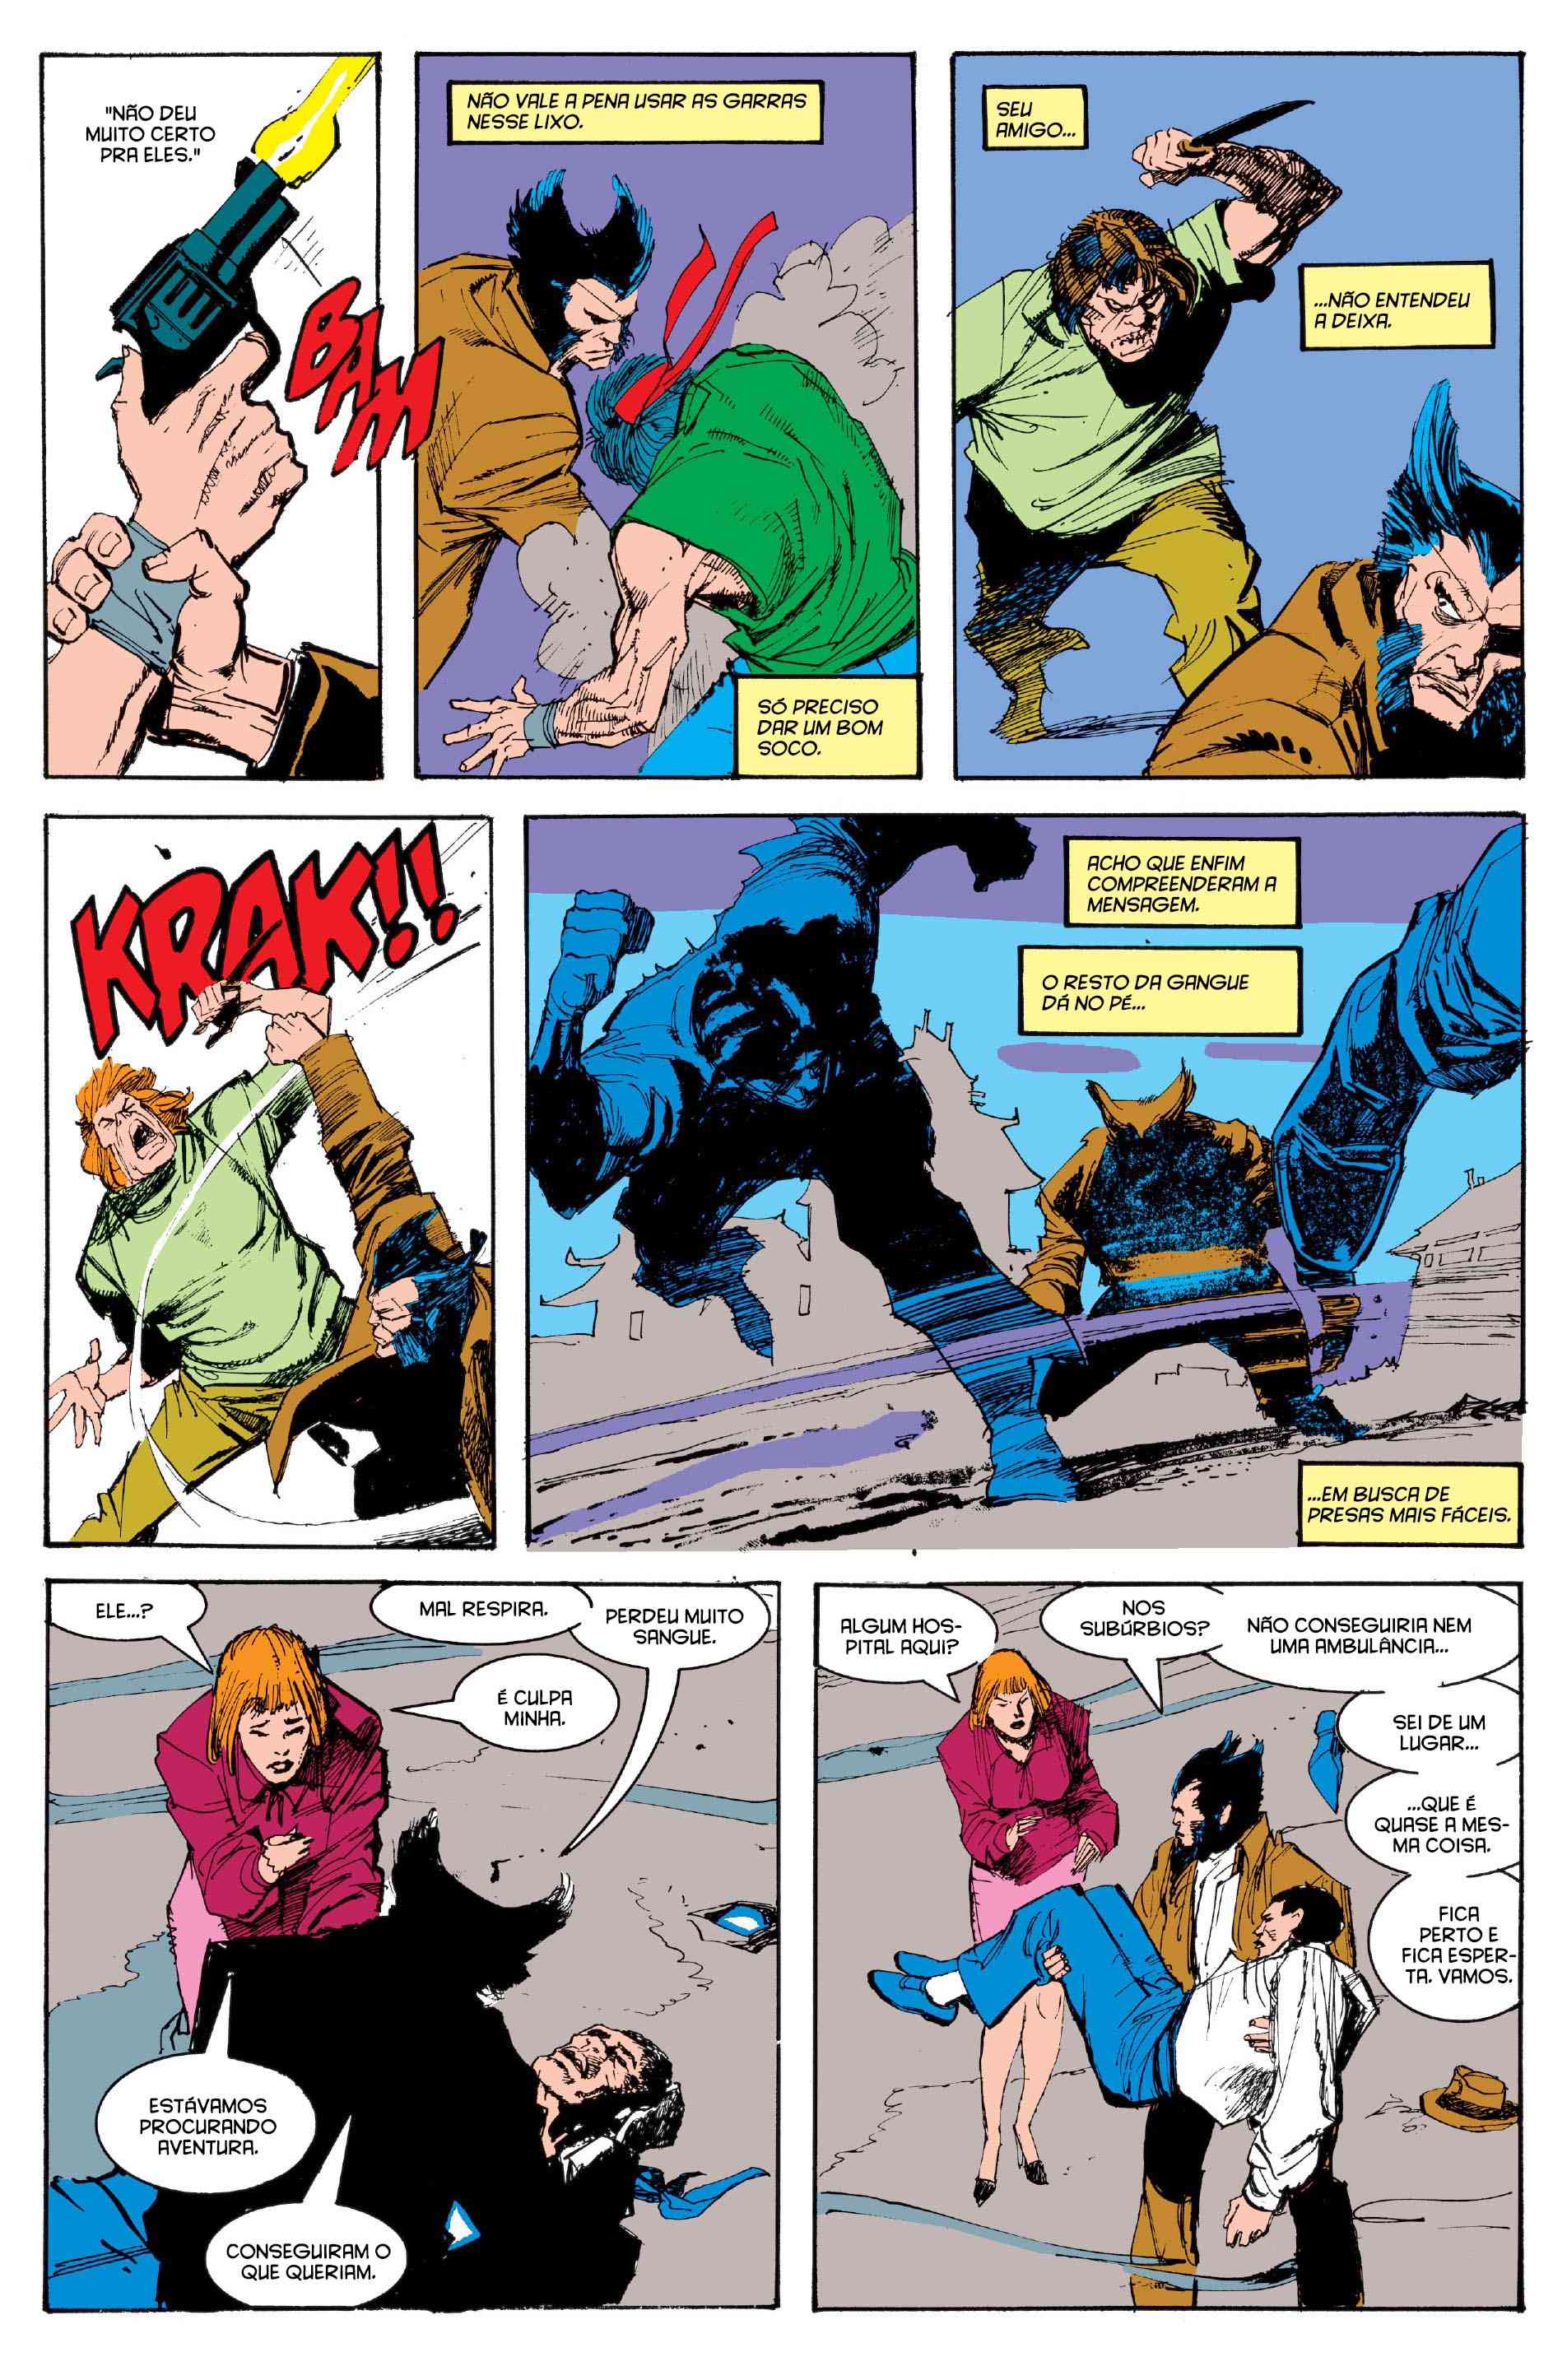 "NÃO DEU
MUITO CERTO
PRA ELES."
BAM
NÃO VALE A PENA USAR AS GARRAS
NESSE LIXO.
SÓ PRECISO
DAR UM BOM
SOCO.
SEU
AMIGO...
...NÃO ENTENDEU
A DEIXA.
KRAK!!
ACHO QUE ENFIM
COMPREENDERAM A
MENSAGEM.
O RESTO DA GANGUE
DÁ NO PÉ...
...EM BUSCA DE
PRESAS MAIS FÁCEIS.
ELE...?
MAL RESPIRA.
PERDEU MUITO
SANGUE.
É CULPA
MINHA.
ESTÁVAMOS
PROCURANDO
AVENTURA.
CONSEGUIRAM O
QUE QUERIAM.
ALGUM HOS-
PITAL AQUI?
NOS
SUBÚRBIOS?
NÃO CONSEGUIRIA NEM
UMA AMBULÂNCIA...
SEI DE UM
LUGAR...
...QUE É
QUASE A MES-
MA COISA.
FICA
PERTO E
FICA ESPER-
TA. VAMOS.